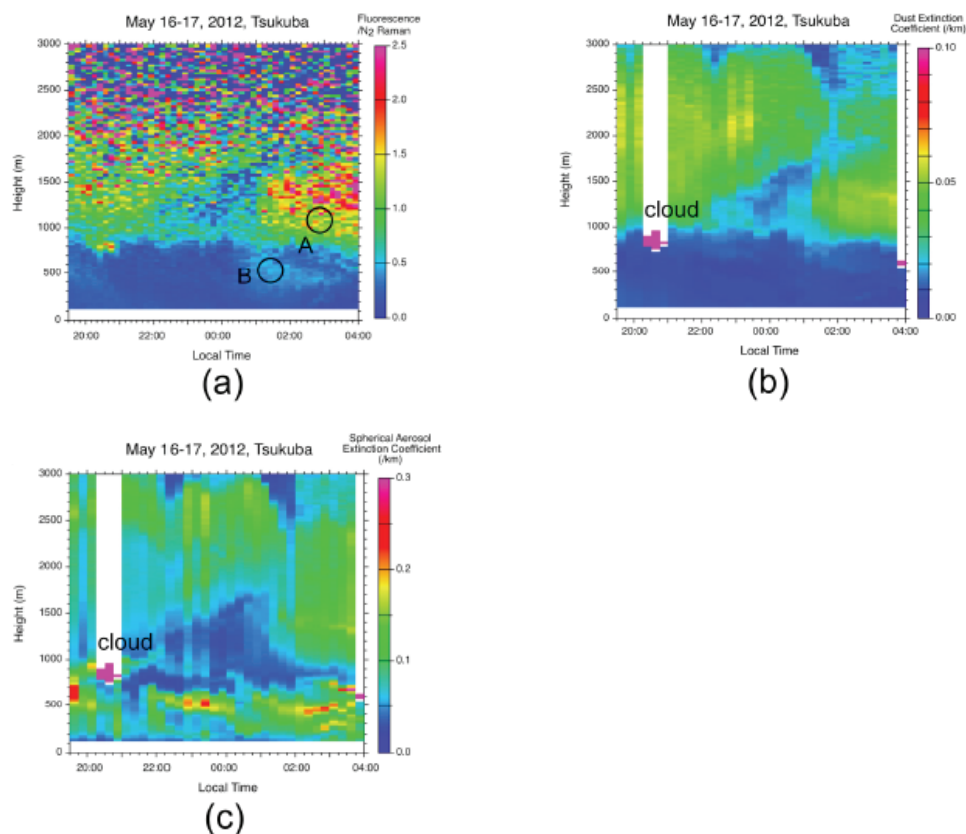 May 16-17, 2012, Tsukuba
Fluorescence
/N2 Raman
3000
2500
2000
1500
1000
500
0
Height (m)
2.5
2.0
1.5
1.0
0.5
0.0
A
B
20:00
22:00
00:00
02:00
04:00
Local Time
(a)
May 16-17, 2012, Tsukuba
Dust Extinction
Coefficient (/km)
3000
2500
2000
1500
1000
500
0
Height (m)
0.10
0.05
0.00
cloud
20:00
22:00
00:00
02:00
04:00
Local Time
(b)
May 16-17, 2012, Tsukuba
Spherical Aerosol
Extinction Coefficient
(/km)
3000
2500
2000
1500
1000
500
0
Height (m)
0.3
0.2
0.1
0.0
cloud
20:00
22:00
00:00
02:00
04:00
Local Time
(c)